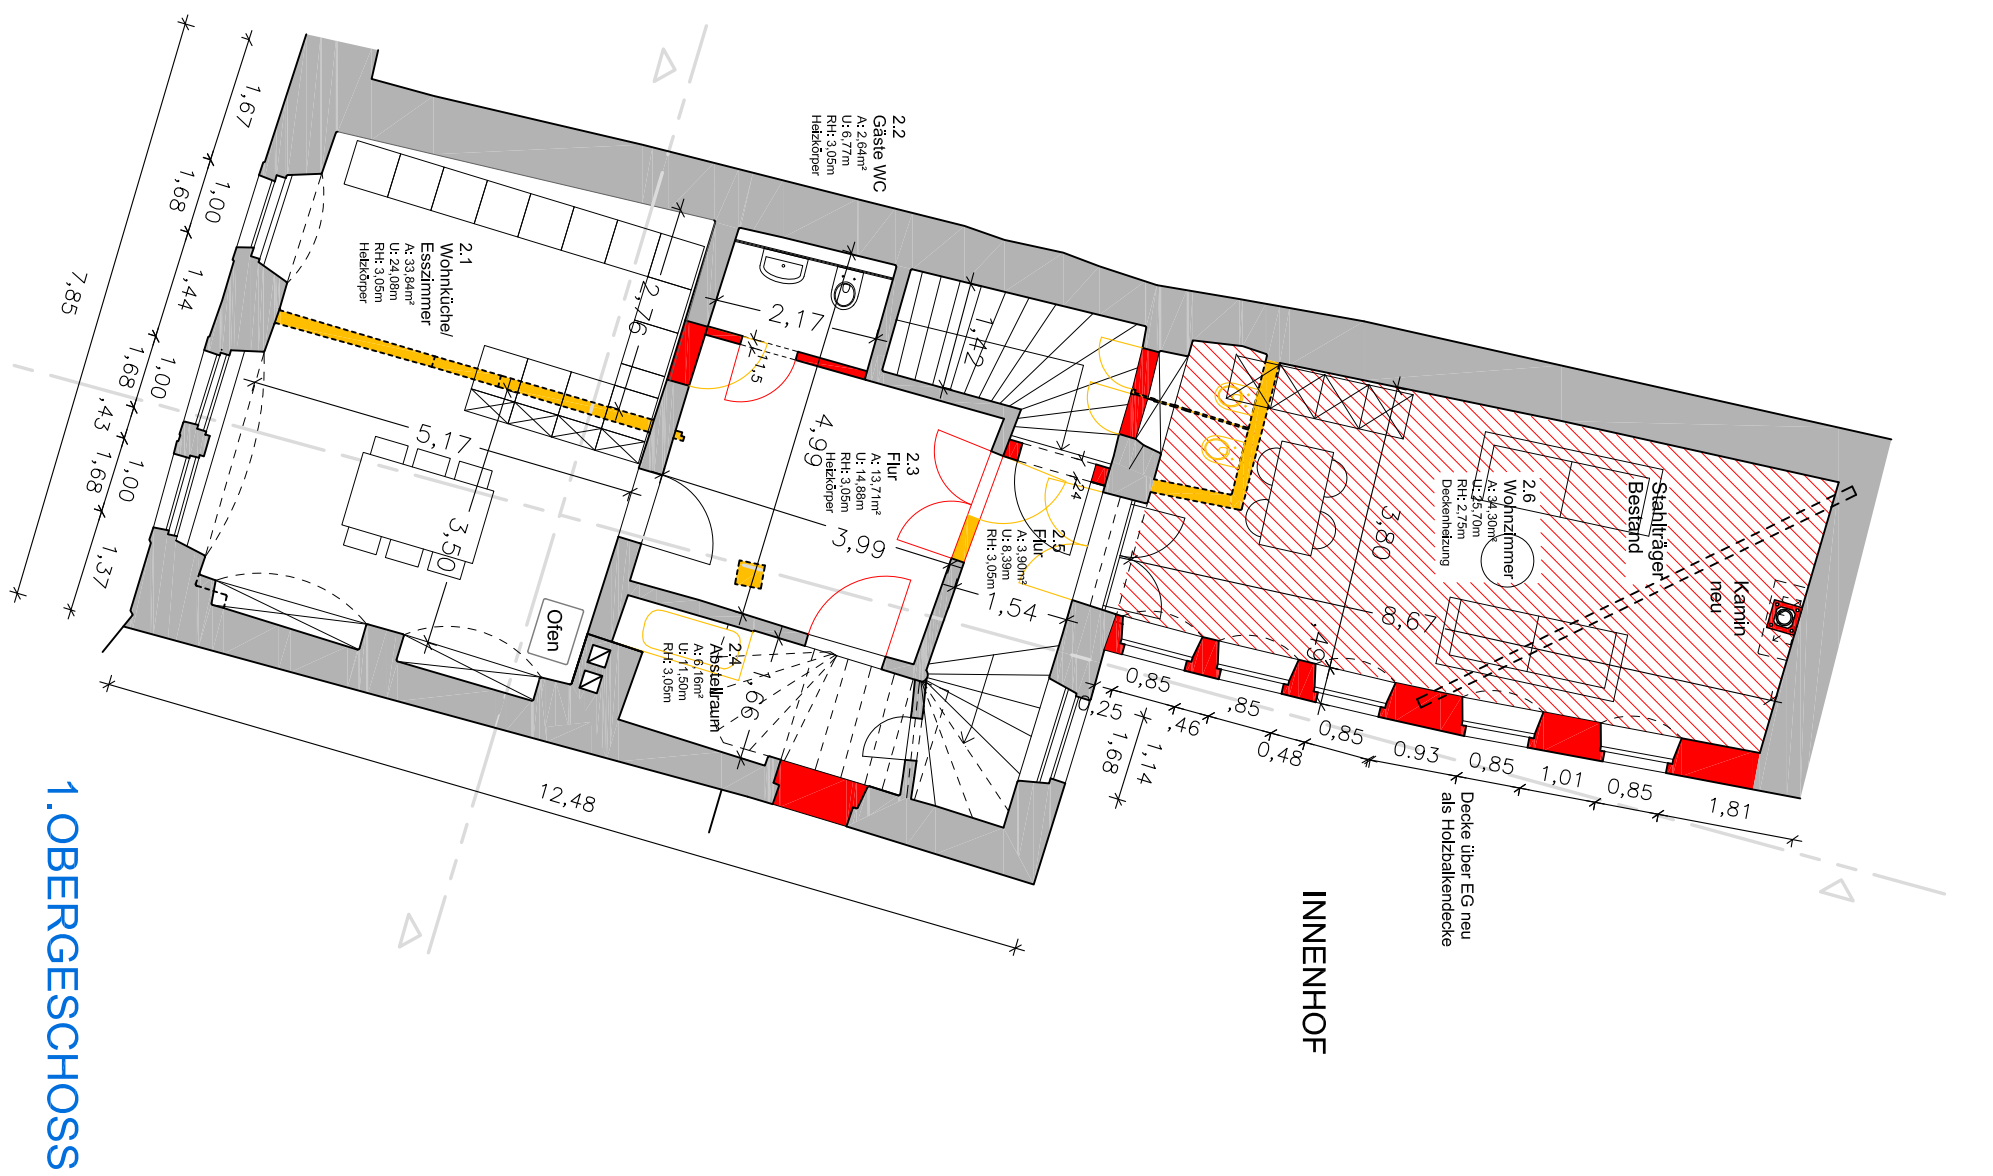 2.2
Gäste WC
A: 2,64m²
U: 6,77m
RH: 3,05m
Heizkörper
2.1
Wohnküche/
Esszimmer
A: 33,84m²
U: 24,08m
RH: 3,05m
Heizkörper
2.3
Flur
A: 13,71m²
U: 14,88m
RH: 3,05m
Heizkörper
2.4
Abstellraum
A: 6,16m²
U: 11,50m
RH: 3,05m
2.5
Flur
A: 3,90m²
U: 8,39m
RH: 3,05m
2.6
Wohnzimmer
A: 34,30m²
U: 25,70m
RH: 2,75m
Deckenheizung
Stahlträger
Bestand
Kamin
neu
Ofen
Decke über EG neu
als Holzbalkendecke
INNENHOF
1.OBERGESCHOSS
7,85
1,67
1,00
1,68
1,44
1,00
1,68
,43
1,00
1,68
1,37
12,48
2,76
5,17
3,50
2,17
1,42
4,99
3,99
1,54
1,66
3,80
8,67
,49
0,25
0,85
,46
,85
0,48
0,85
0.93
0,85
1,01
0,85
1,81
1,14
1,68